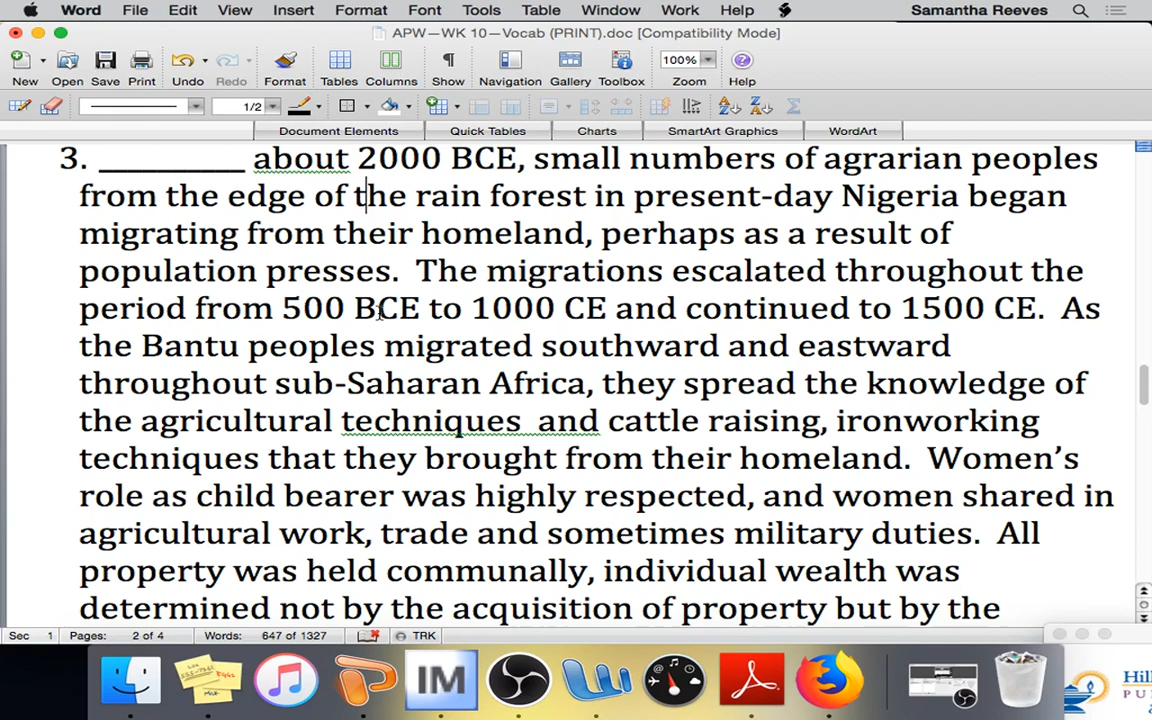 Word File Edit View Insert Format Font Tools Table Window Work Help Samantha Reeves
APW—WK 10—Vocab (PRINT).doc [Compatibility Mode]
100%
New Open Save Print Undo Redo Format Tables Columns Show Navigation Gallery Toolbox Zoom Help
1/2
Document Elements Quick Tables Charts SmartArt Graphics WordArt
3. __________ about 2000 BCE, small numbers of agrarian peoples
from the edge of the rain forest in present-day Nigeria began
migrating from their homeland, perhaps as a result of
population presses. The migrations escalated throughout the
period from 500 BCE to 1000 CE and continued to 1500 CE. As
the Bantu peoples migrated southward and eastward
throughout sub-Saharan Africa, they spread the knowledge of
the agricultural techniques and cattle raising, ironworking
techniques that they brought from their homeland. Women's
role as child bearer was highly respected, and women shared in
agricultural work, trade and sometimes military duties. All
property was held communally, individual wealth was
determined not by the acquisition of property but by the
Sec 1 Pages: 2 of 4 Words: 647 of 1327 TRK
IM
Hill
PU